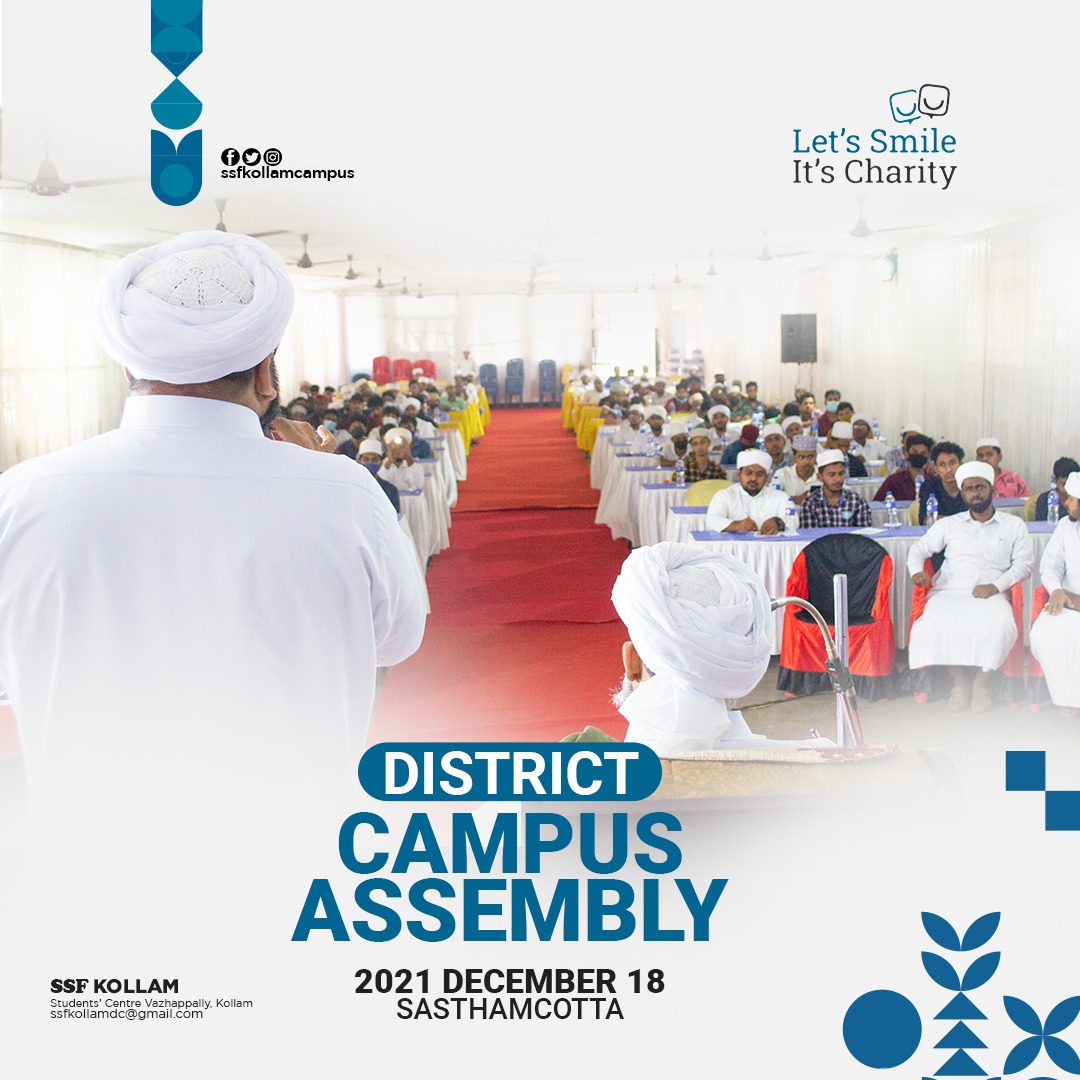 ssfkollamcampus
Let's Smile
It's Charity
DISTRICT
CAMPUS
ASSEMBLY
2021 DECEMBER 18
SASTHAMCOTTA
SSF KOLLAM
Students' Centre Vazhappally, Kollam
ssfkollamdc@gmail.com